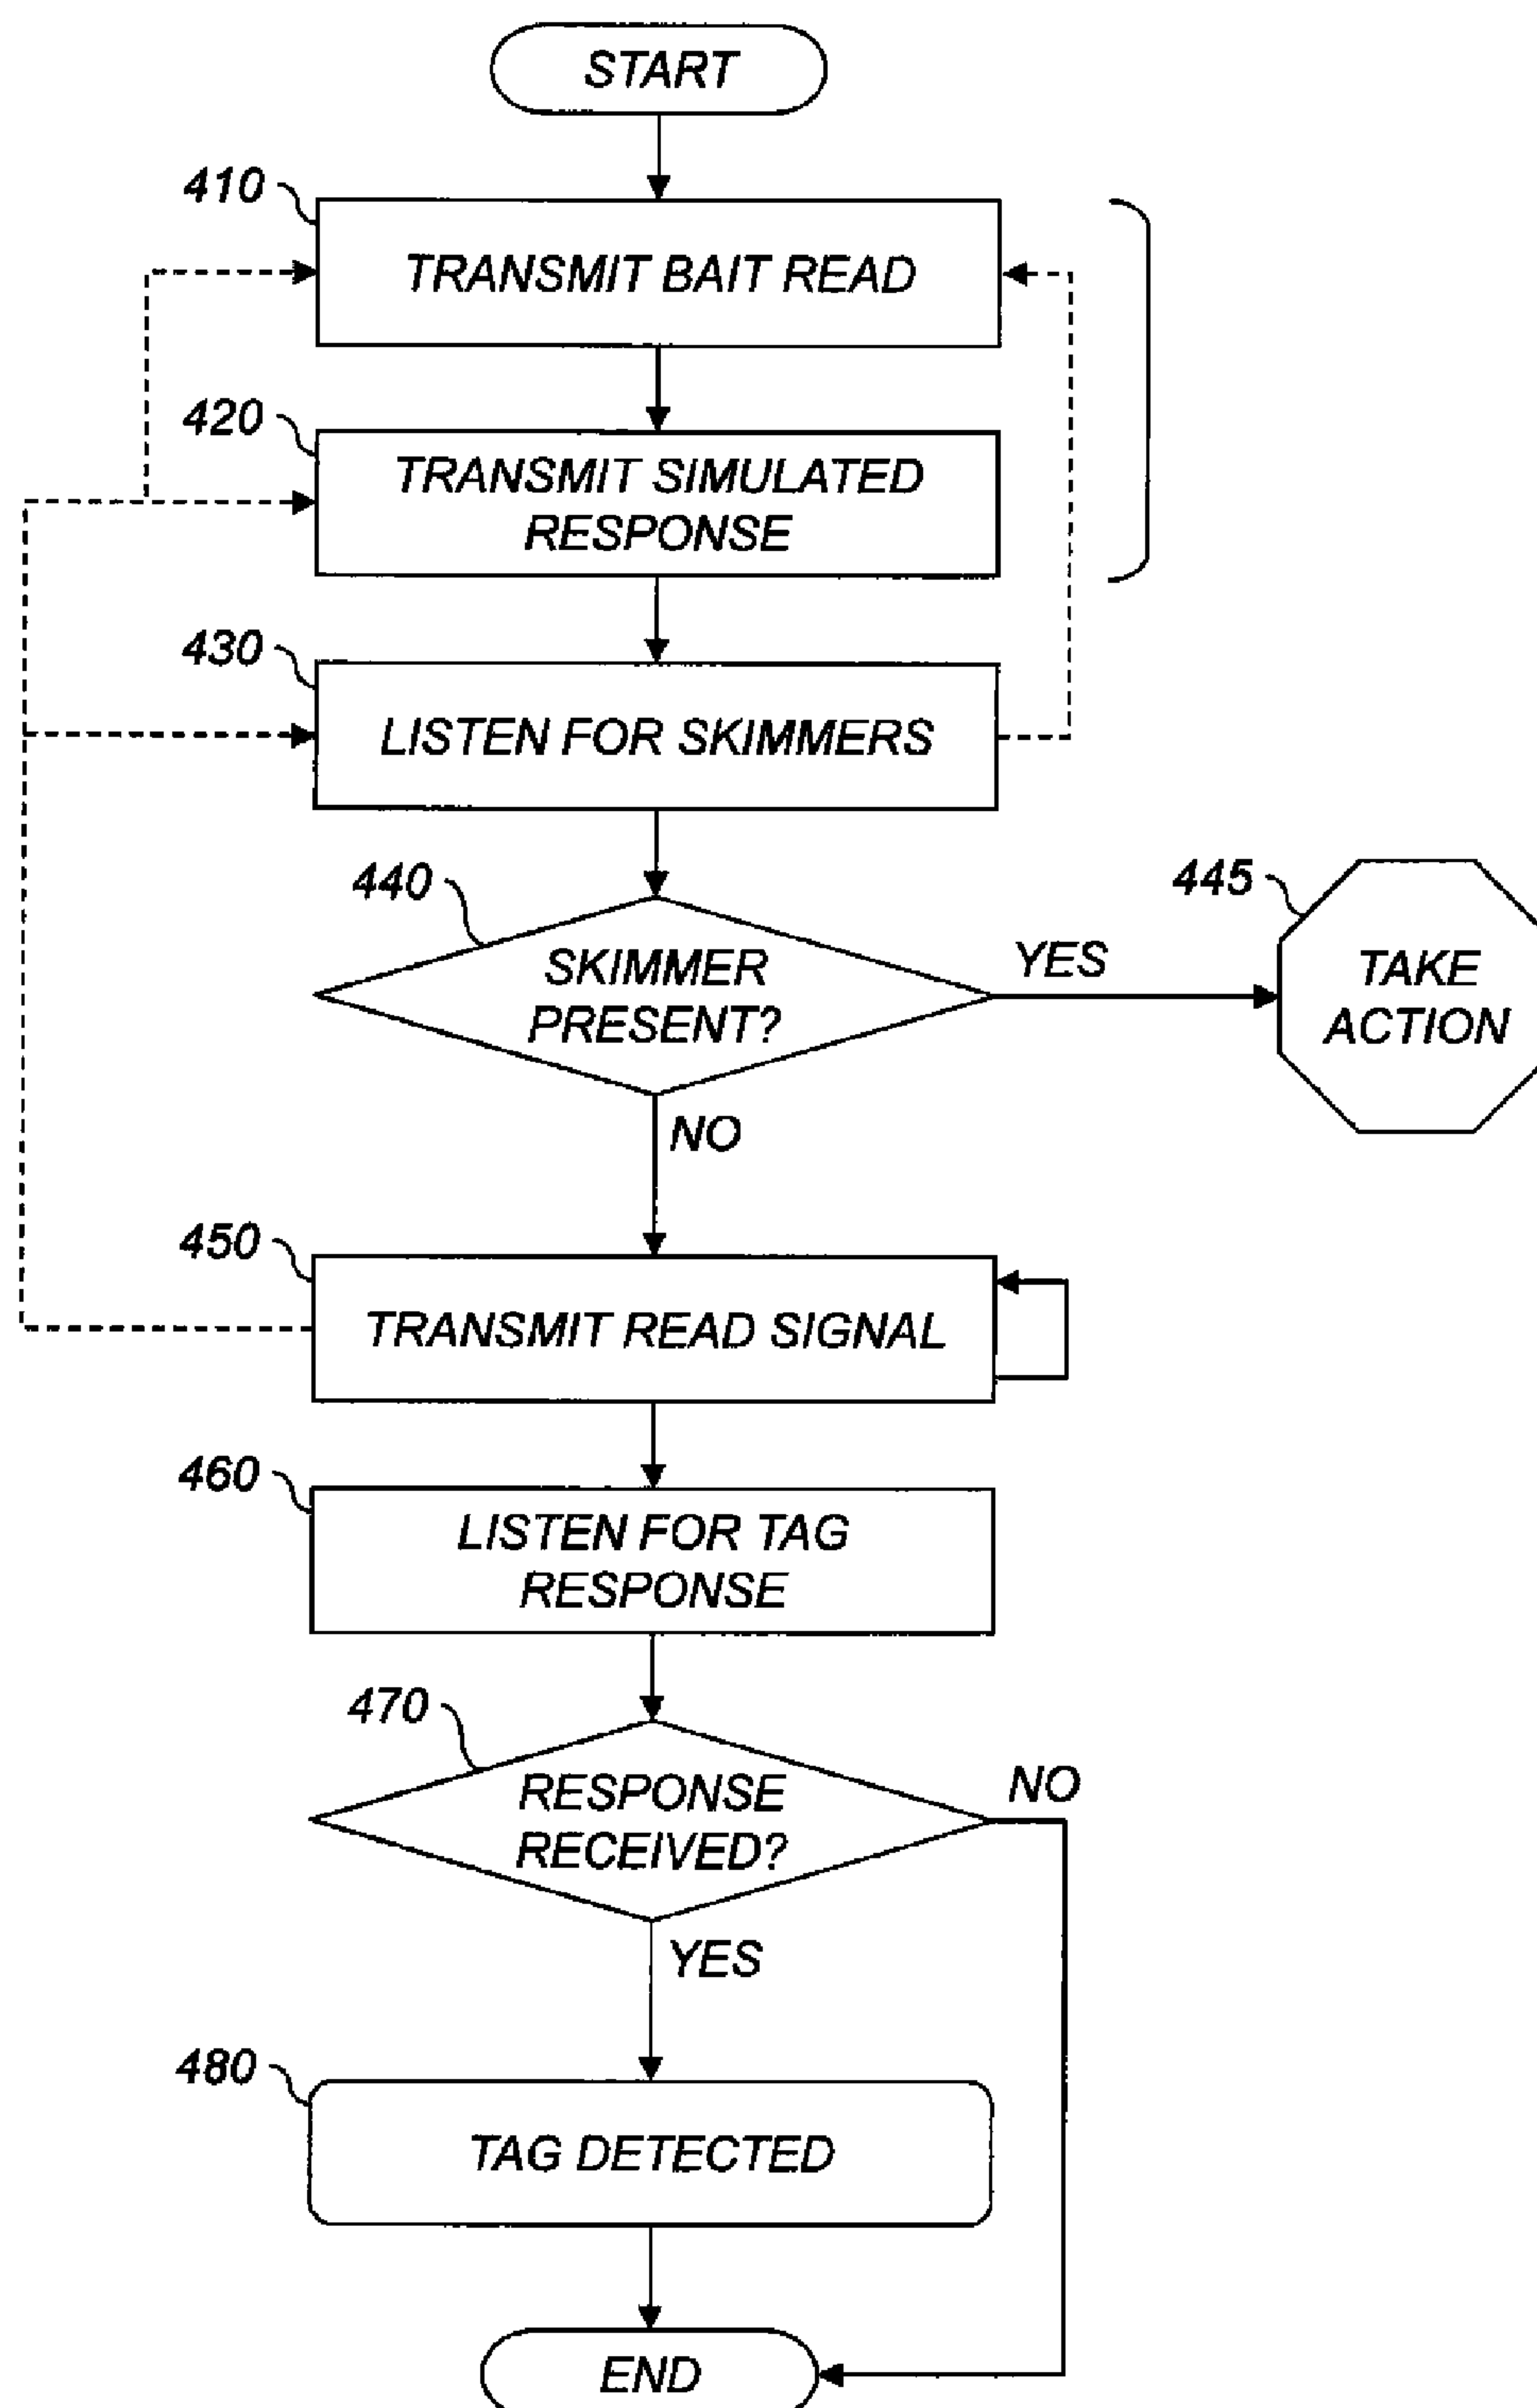 START
410
TRANSMIT BAIT READ
420
TRANSMIT SIMULATED
RESPONSE
430
LISTEN FOR SKIMMERS
440
SKIMMER
PRESENT?
YES
445
TAKE
ACTION
NO
450
TRANSMIT READ SIGNAL
460
LISTEN FOR TAG
RESPONSE
470
RESPONSE
RECEIVED?
NO
YES
480
TAG DETECTED
END